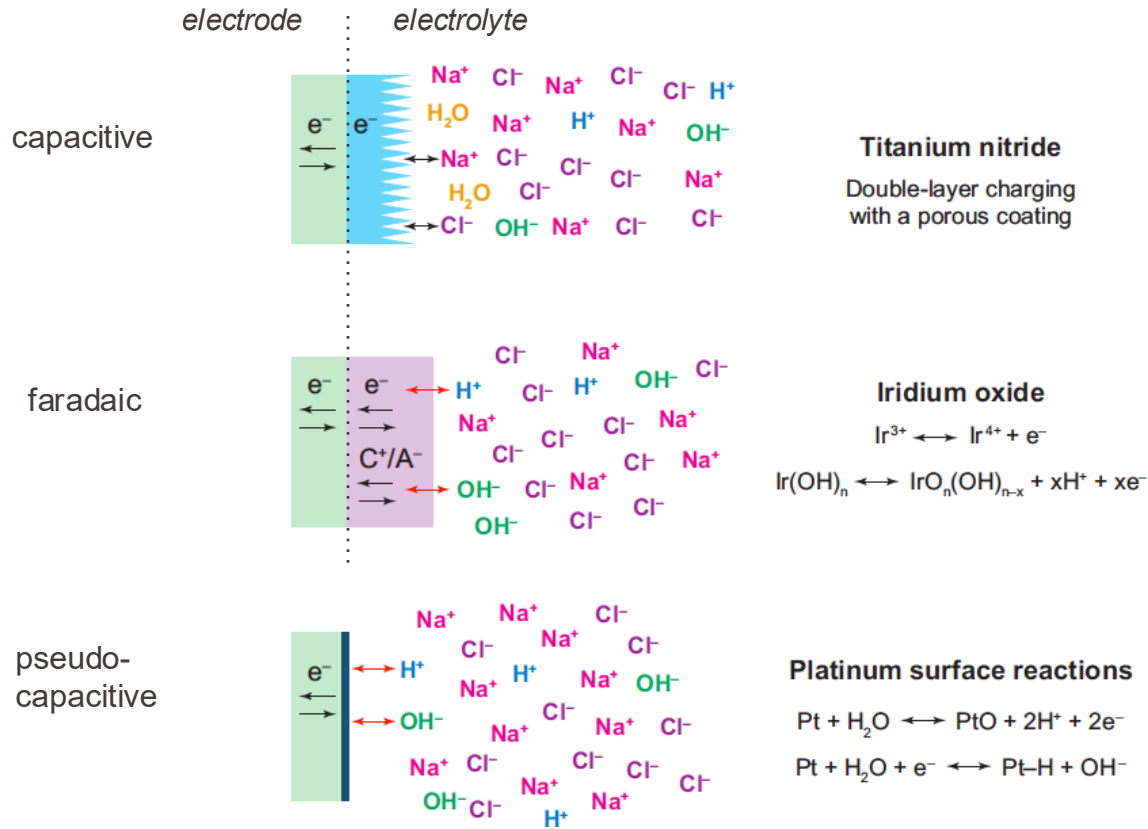 electrode electrolyte
capacitive
e⁻ e⁻
Na⁺ Cl⁻ Na⁺ Cl⁻ Cl⁻ H⁺
H₂O Na⁺ H⁺ Na⁺ OH⁻
Na⁺ Cl⁻ Cl⁻ Cl⁻ Na⁺
H₂O Cl⁻
Cl⁻ OH⁻ Na⁺ Cl⁻ Cl⁻
Titanium nitride
Double-layer charging
with a porous coating
faradaic
e⁻ e⁻
C⁺/A⁻
Cl⁻ Na⁺ Cl⁻
H⁺ Cl⁻ H⁺ OH⁻
Na⁺ Cl⁻ Cl⁻ Na⁺
Cl⁻ Cl⁻ Na⁺
OH⁻ Cl⁻ Na⁺ Cl⁻
OH⁻ Cl⁻
Iridium oxide
Ir³⁺ ⟷ Ir⁴⁺ + e⁻
Ir(OH)ₙ ⟷ IrOₙ(OH)ₙ₋ₓ + xH⁺ + xe⁻
pseudo-
capacitive
e⁻
Na⁺ Na⁺ Cl⁻
Cl⁻ Na⁺ Cl⁻
H⁺ H⁺ Na⁺ OH⁻
Na⁺ Cl⁻
OH⁻ Na⁺ Na⁺ Cl⁻
Na⁺ Cl⁻ Cl⁻ Cl⁻ Cl⁻
OH⁻ Cl⁻ Na⁺ Na⁺
H⁺
Platinum surface reactions
Pt + H₂O ⟷ PtO + 2H⁺ + 2e⁻
Pt + H₂O + e⁻ ⟷ Pt–H + OH⁻